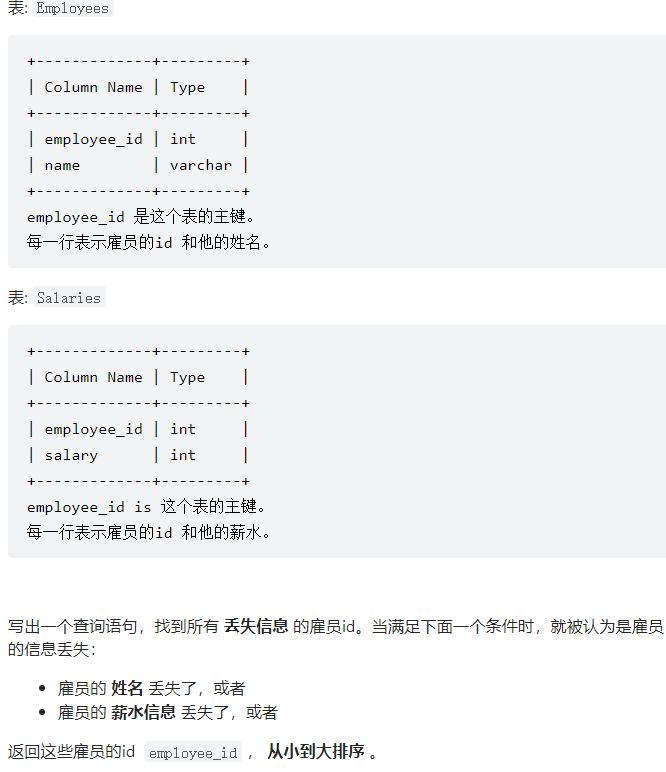 表: Employees
+-------------+---------+
| Column Name | Type    |
+-------------+---------+
| employee_id | int     |
| name        | varchar |
+-------------+---------+
employee_id 是这个表的主键。
每一行表示雇员的id 和他的姓名。
表: Salaries
+-------------+---------+
| Column Name | Type    |
+-------------+---------+
| employee_id | int     |
| salary      | int     |
+-------------+---------+
employee_id is 这个表的主键。
每一行表示雇员的id 和他的薪水。
写出一个查询语句，找到所有 丢失信息 的雇员id。当满足下面一个条件时，就被认为是雇员
的信息丢失：
• 雇员的 姓名 丢失了，或者
• 雇员的 薪水信息 丢失了，或者
返回这些雇员的id employee_id ， 从小到大排序 。